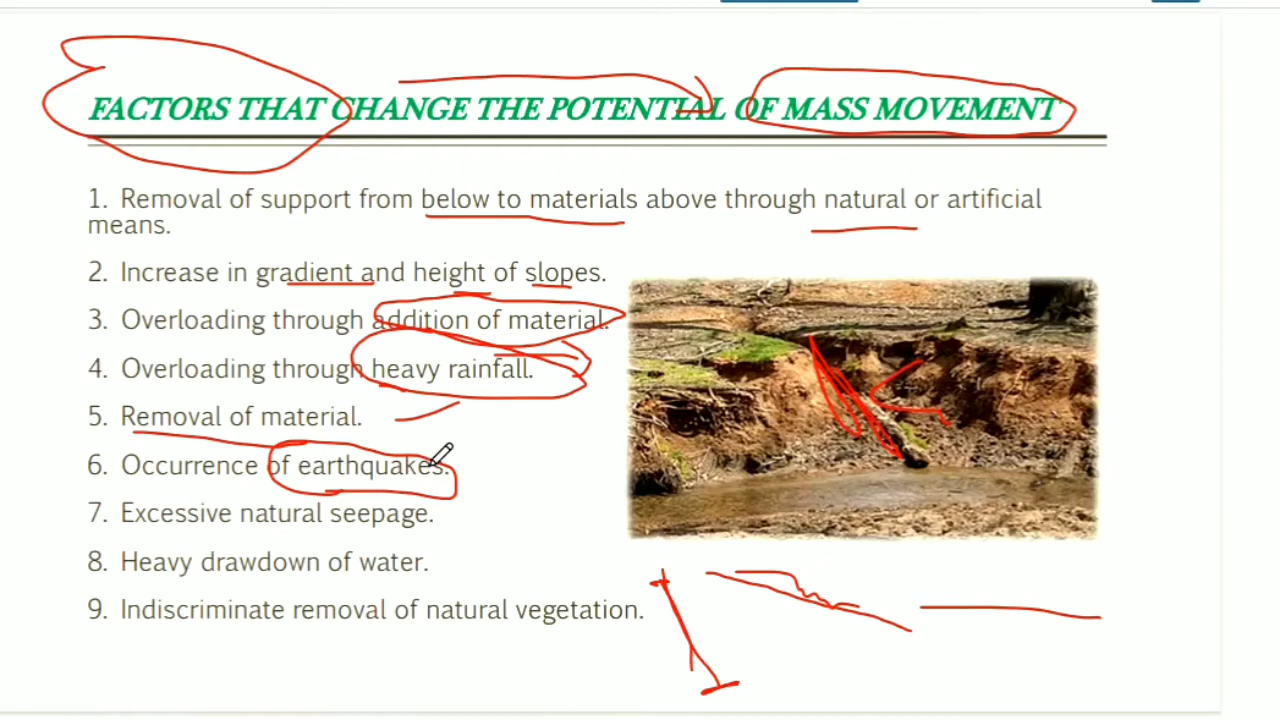 FACTORS THAT CHANGE THE POTENTIAL OF MASS MOVEMENT
1. Removal of support from below to materials above through natural or artificial
means.
2. Increase in gradient and height of slopes.
3. Overloading through addition of material.
4. Overloading through heavy rainfall.
5. Removal of material.
6. Occurrence of earthquakes.
7. Excessive natural seepage.
8. Heavy drawdown of water.
9. Indiscriminate removal of natural vegetation.